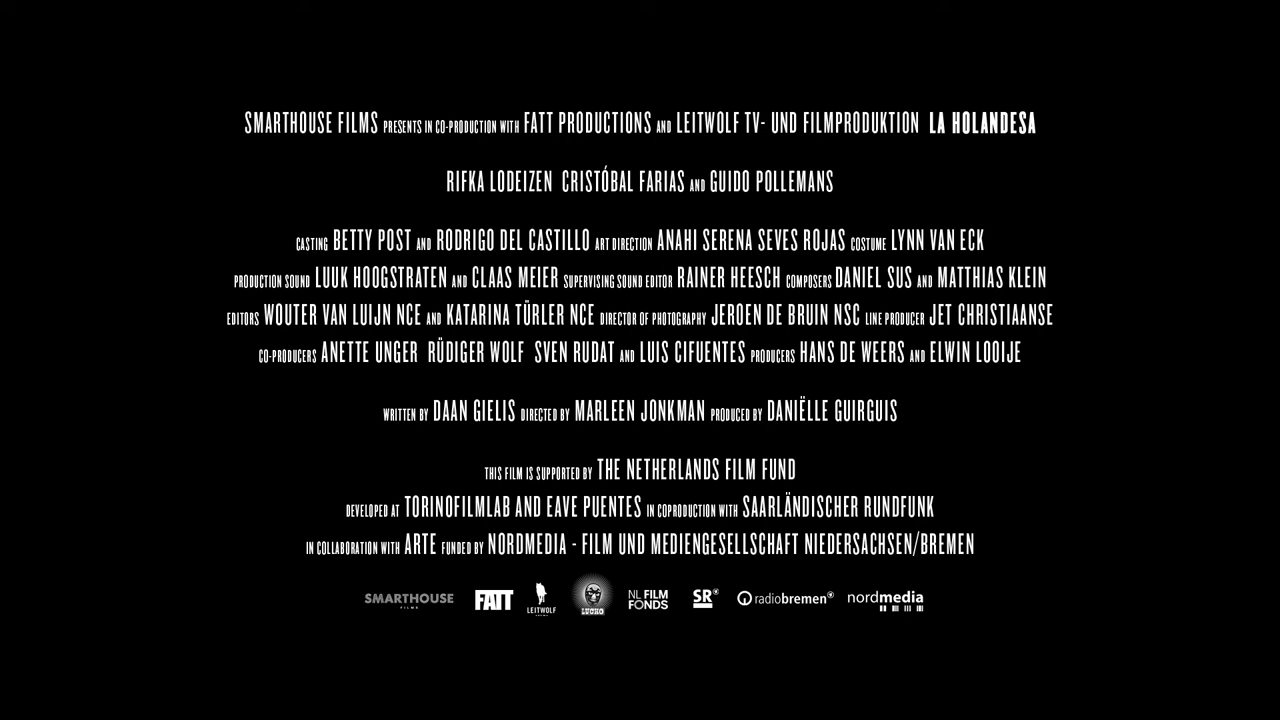 SMARTHOUSE FILMS PRESENTS IN CO-PRODUCTION WITH FATT PRODUCTIONS AND LEITWOLF TV- UND FILMPRODUKTION LA HOLANDESA
RIFKA LODEIZEN CRISTÓBAL FARIAS AND GUIDO POLLEMANS
CASTING BETTY POST AND RODRIGO DEL CASTILLO ART DIRECTION ANAHI SERENA SEVES ROJAS COSTUME LYNN VAN ECK
PRODUCTION SOUND LUUK HOOGSTRATEN AND CLAAS MEIER SUPERVISING SOUND EDITOR RAINER HEESCH COMPOSERS DANIEL SUS AND MATTHIAS KLEIN
EDITORS WOUTER VAN LUIJN NCE AND KATARINA TÜRLER NCE DIRECTOR OF PHOTOGRAPHY JEROEN DE BRUIN NSC LINE PRODUCER JET CHRISTIAANSE
CO-PRODUCERS ANETTE UNGER RÜDIGER WOLF SVEN RUDAT AND LUIS CIFUENTES PRODUCERS HANS DE WEERS AND ELWIN LOOIJE
WRITTEN BY DAAN GIELIS DIRECTED BY MARLEEN JONKMAN PRODUCED BY DANIËLLE GUIRGUIS
THIS FILM IS SUPPORTED BY THE NETHERLANDS FILM FUND
DEVELOPED AT TORINOFILMLAB AND EAVE PUENTES IN COPRODUCTION WITH SAARLÄNDISCHER RUNDFUNK
IN COLLABORATION WITH ARTE FUNDED BY NORDMEDIA - FILM UND MEDIENGESELLSCHAFT NIEDERSACHSEN/BREMEN
SMARTHOUSE FILMS
FATT
LEITWOLF
NL FILM FONDS
SR
radiobremen
nordmedia